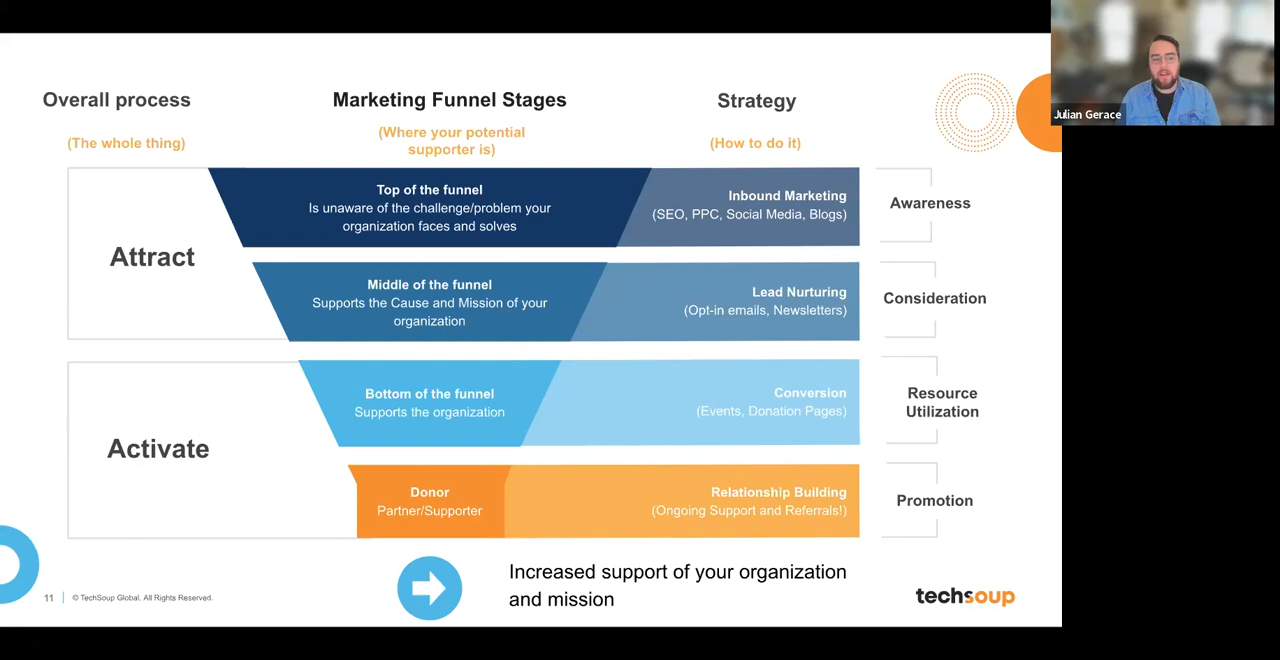 Overall process
(The whole thing)
Marketing Funnel Stages
(Where your potential
supporter is)
Strategy
(How to do it)
Julian Gerace
Attract
Top of the funnel
Is unaware of the challenge/problem your
organization faces and solves
Inbound Marketing
(SEO, PPC, Social Media, Blogs)
Awareness
Middle of the funnel
Supports the Cause and Mission of your
organization
Lead Nurturing
(Opt-in emails, Newsletters)
Consideration
Activate
Bottom of the funnel
Supports the organization
Conversion
(Events, Donation Pages)
Resource
Utilization
Donor
Partner/Supporter
Relationship Building
(Ongoing Support and Referrals!)
Promotion
Increased support of your organization
and mission
11 | © TechSoup Global. All Rights Reserved.
techsoup